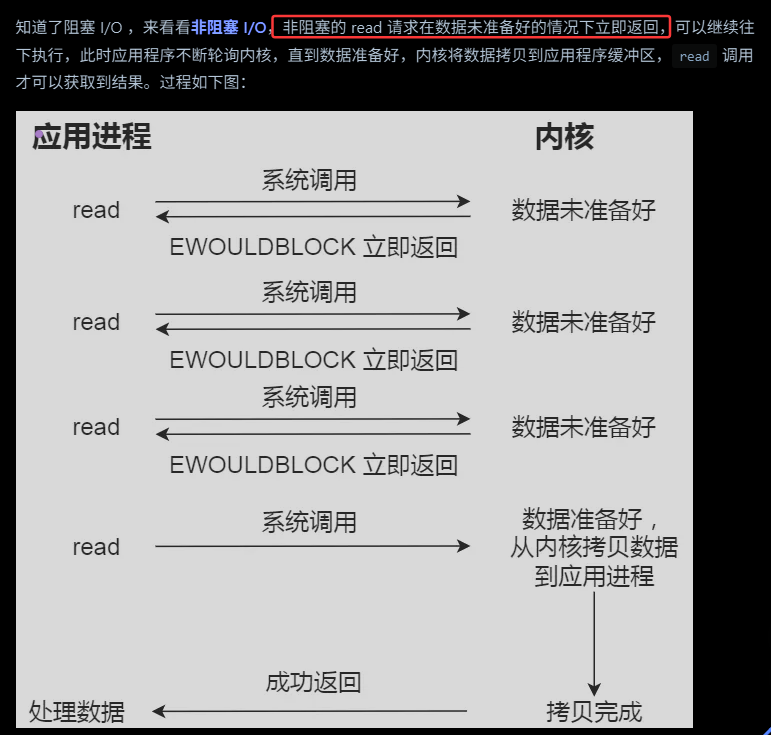 知道了阻塞 I/O ，来看看非阻塞 I/O，非阻塞的 read 请求在数据未准备好的情况下立即返回，可以继续往
下执行，此时应用程序不断轮询内核，直到数据准备好，内核将数据拷贝到应用程序缓冲区， read 调用
才可以获取到结果。过程如下图：
应用进程 内核
系统调用
read 数据未准备好
EWOULDBLOCK 立即返回
系统调用
read 数据未准备好
EWOULDBLOCK 立即返回
系统调用
read 数据未准备好
EWOULDBLOCK 立即返回
系统调用
read
数据准备好，
从内核拷贝数据
到应用进程
成功返回
处理数据 拷贝完成